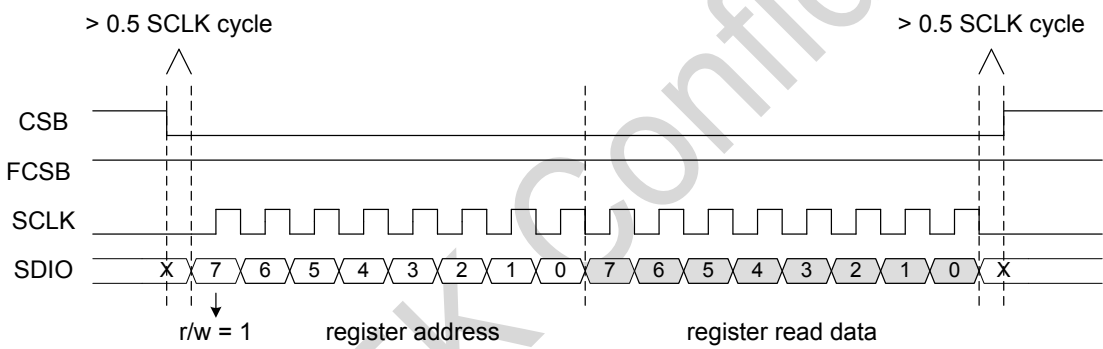 > 0.5 SCLK cycle > 0.5 SCLK cycle
CSB
FCSB
SCLK
SDIO X 7 6 5 4 3 2 1 0 7 6 5 4 3 2 1 0 X
r/w = 1 register address register read data